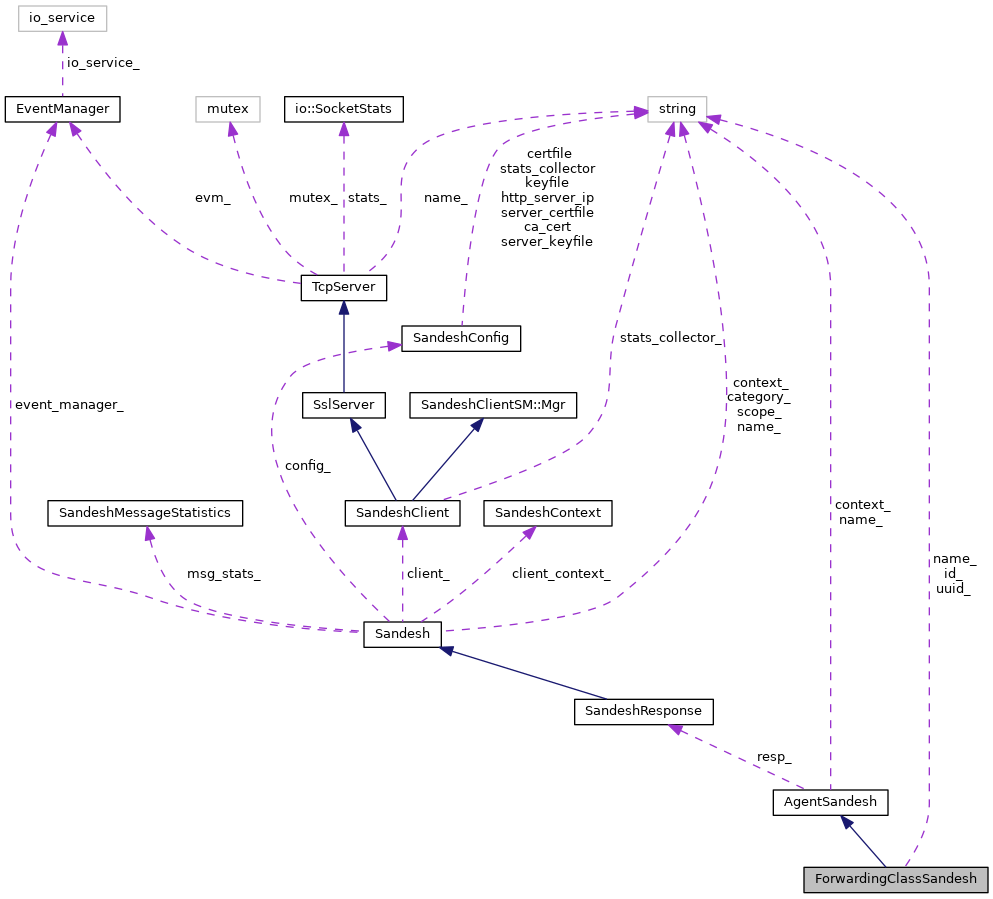 io_service
io_service_
EventManager
mutex
io::SocketStats
string
certfile
stats_collector
keyfile
http_server_ip
server_certfile
ca_cert
server_keyfile
evm_
mutex_
stats_
name_
TcpServer
SandeshConfig
stats_collector_
context_
category_
scope_
name_
event_manager_
SslServer
SandeshClientSM::Mgr
config_
SandeshMessageStatistics
SandeshClient
SandeshContext
context_
name_
msg_stats_
client_
client_context_
name_
id_
uuid_
Sandesh
SandeshResponse
resp_
AgentSandesh
ForwardingClassSandesh